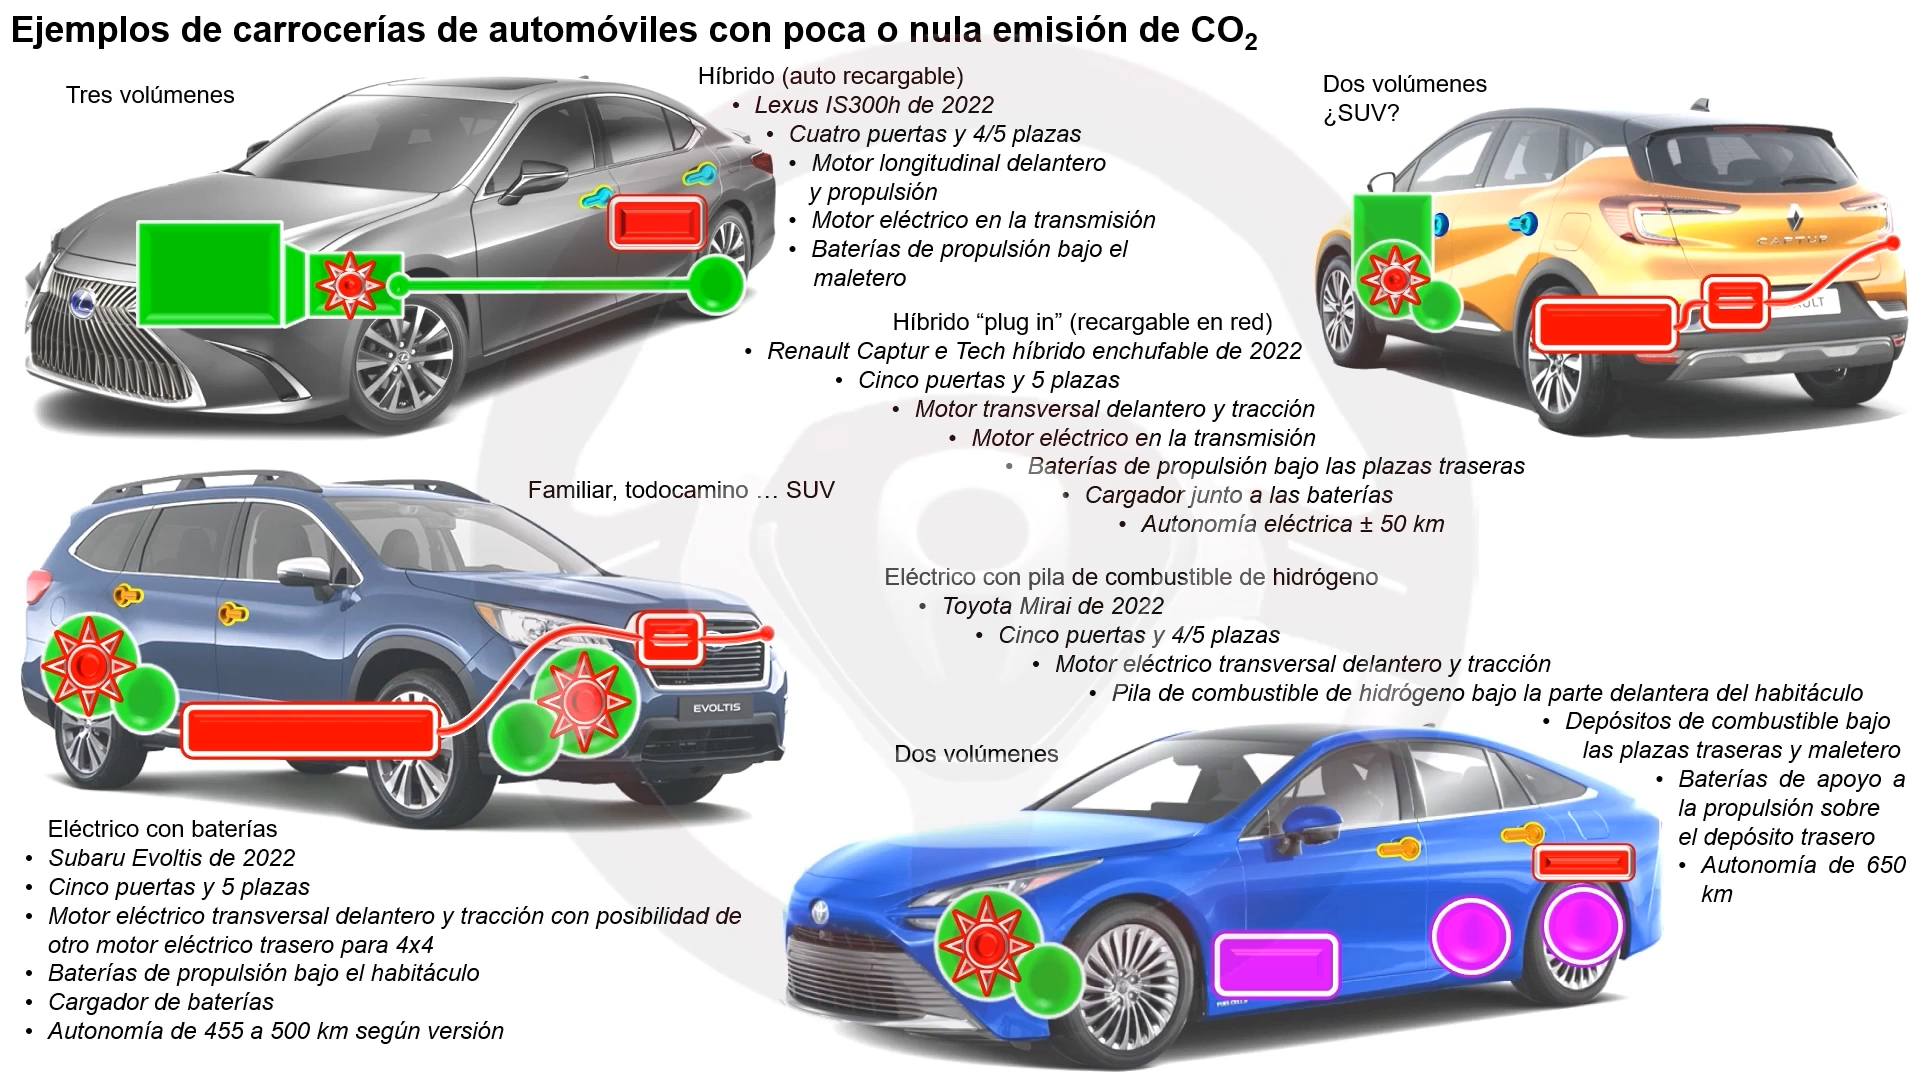 Ejemplos de carrocerías de automóviles con poca o nula emisión de CO2
Tres volúmenes
Híbrido (auto recargable)
• Lexus IS300h de 2022
• Cuatro puertas y 4/5 plazas
• Motor longitudinal delantero
y propulsión
• Motor eléctrico en la transmisión
• Baterías de propulsión bajo el
maletero
Dos volúmenes
¿SUV?
CAPTUR
Híbrido “plug in” (recargable en red)
• Renault Captur e Tech híbrido enchufable de 2022
• Cinco puertas y 5 plazas
• Motor transversal delantero y tracción
• Motor eléctrico en la transmisión
• Baterías de propulsión bajo las plazas traseras
• Cargador junto a las baterías
• Autonomía eléctrica ± 50 km
Familiar, todocamino … SUV
EVOLTIS
Eléctrico con baterías
• Subaru Evoltis de 2022
• Cinco puertas y 5 plazas
• Motor eléctrico transversal delantero y tracción con posibilidad de
otro motor eléctrico trasero para 4x4
• Baterías de propulsión bajo el habitáculo
• Cargador de baterías
• Autonomía de 455 a 500 km según versión
Eléctrico con pila de combustible de hidrógeno
• Toyota Mirai de 2022
• Cinco puertas y 4/5 plazas
• Motor eléctrico transversal delantero y tracción
• Pila de combustible de hidrógeno bajo la parte delantera del habitáculo
• Depósitos de combustible bajo
las plazas traseras y maletero
• Baterías de apoyo a
la propulsión sobre
el depósito trasero
• Autonomía de 650
km
Dos volúmenes